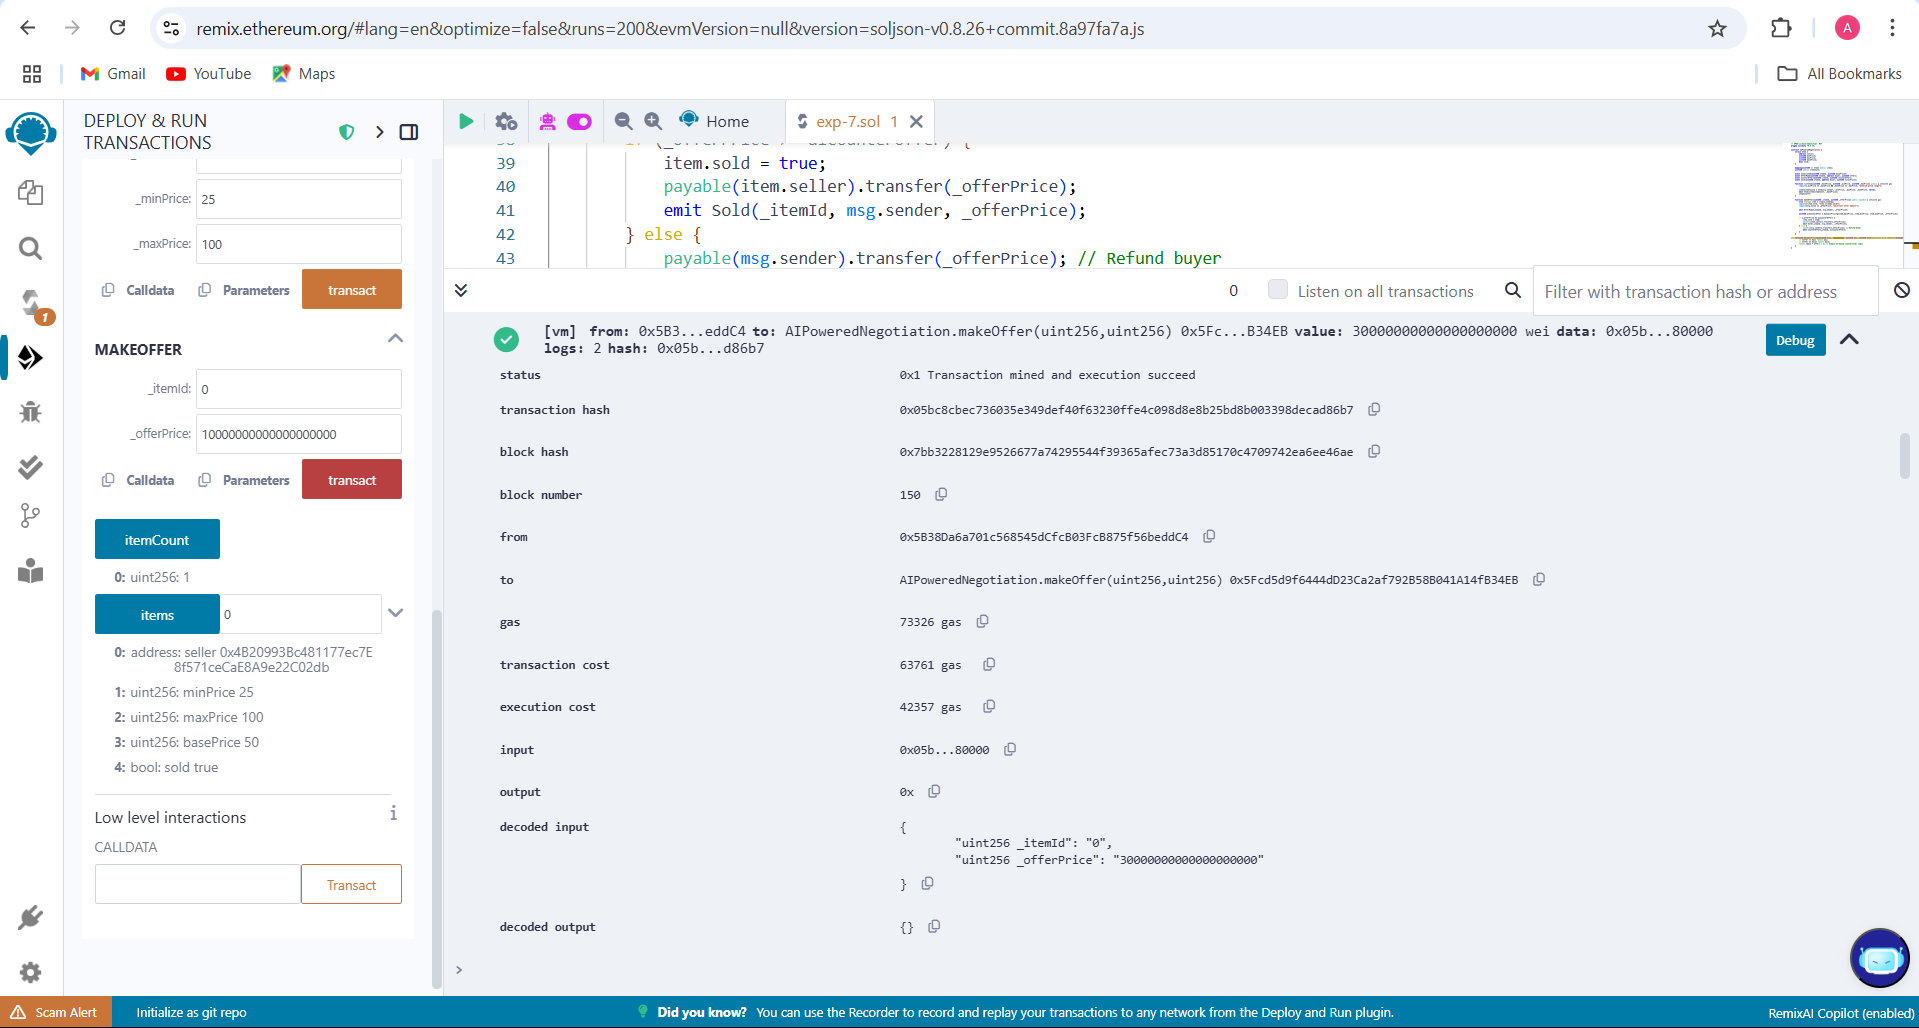 remix.ethereum.org/#lang=en&optimize=false&runs=200&evmVersion=null&version=soljson-v0.8.26+commit.8a97fa7a.js
A
Gmail
YouTube
Maps
All Bookmarks
DEPLOY & RUN
TRANSACTIONS
_minPrice: 25
_maxPrice: 100
Calldata Parameters transact
1
MAKEOFFER
_itemId: 0
_offerPrice: 10000000000000000000
Calldata Parameters transact
itemCount
0: uint256: 1
items 0
0: address: seller 0x4B20993Bc481177ec7E
8f571ceCaE8A9e22C02db
1: uint256: minPrice 25
2: uint256: maxPrice 100
3: uint256: basePrice 50
4: bool: sold true
Low level interactions
i
CALLDATA
Transact
Home
exp-7.sol 1
39 item.sold = true;
40 payable(item.seller).transfer(_offerPrice);
41 emit Sold(_itemId, msg.sender, _offerPrice);
42 } else {
43 payable(msg.sender).transfer(_offerPrice); // Refund buyer
0 Listen on all transactions Filter with transaction hash or address
[vm] from: 0x5B3...eddC4 to: AIPoweredNegotiation.makeOffer(uint256,uint256) 0x5Fc...B34EB value: 30000000000000000000 wei data: 0x05b...80000
logs: 2 hash: 0x05b...d86b7
Debug
status 0x1 Transaction mined and execution succeed
transaction hash 0x05bc8cbec736035e349def40f63230ffe4c098d8e8b25bd8b003398decad86b7
block hash 0x7bb3228129e9526677a74295544f39365afec73a3d85170c4709742ea6ee46ae
block number 150
from 0x5B38Da6a701c568545dCfcB03FcB875f56beddC4
to AIPoweredNegotiation.makeOffer(uint256,uint256) 0x5Fcd5d9f6444dD23Ca2af792B58B041A14fB34EB
gas 73326 gas
transaction cost 63761 gas
execution cost 42357 gas
input 0x05b...80000
output 0x
decoded input {
"uint256 _itemId": "0",
"uint256 _offerPrice": "30000000000000000000"
}
decoded output {}
>
Scam Alert
Initialize as git repo
Did you know? You can use the Recorder to record and replay your transactions to any network from the Deploy and Run plugin.
RemixAI Copilot (enabled)